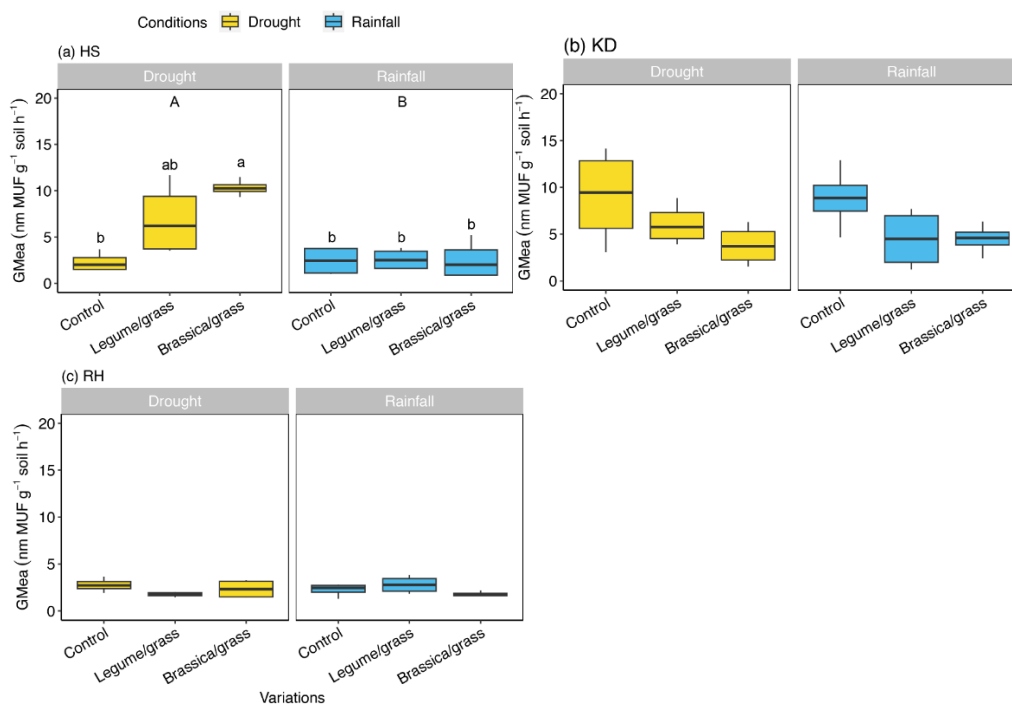 Conditions Drought Rainfall
(a) HS
Drought Rainfall
GMea (nm MUF g⁻¹ soil h⁻¹)
20
15
10
5
0
A B
b ab a b b b
Control Legume/grass Brassica/grass Control Legume/grass Brassica/grass
(b) KD
Drought Rainfall
GMea (nm MUF g⁻¹ soil h⁻¹)
20
15
10
5
0
Control Legume/grass Brassica/grass Control Legume/grass Brassica/grass
(c) RH
Drought Rainfall
GMea (nm MUF g⁻¹ soil h⁻¹)
20
15
10
5
0
Control Legume/grass Brassica/grass Control Legume/grass Brassica/grass
Variations